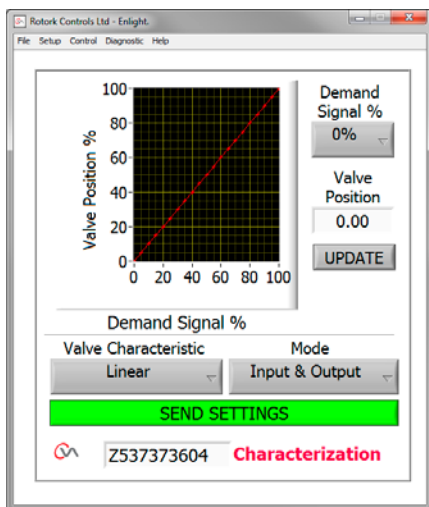 Rotork Controls Ltd - Enlight.
File Setup Control Diagnostic Help
Valve Position %
100
80
60
40
20
0
0 20 40 60 80 100
Demand Signal %
Demand
Signal %
0%
Valve
Position
0.00
UPDATE
Valve Characteristic
Linear
Mode
Input & Output
SEND SETTINGS
Z537373604
Characterization